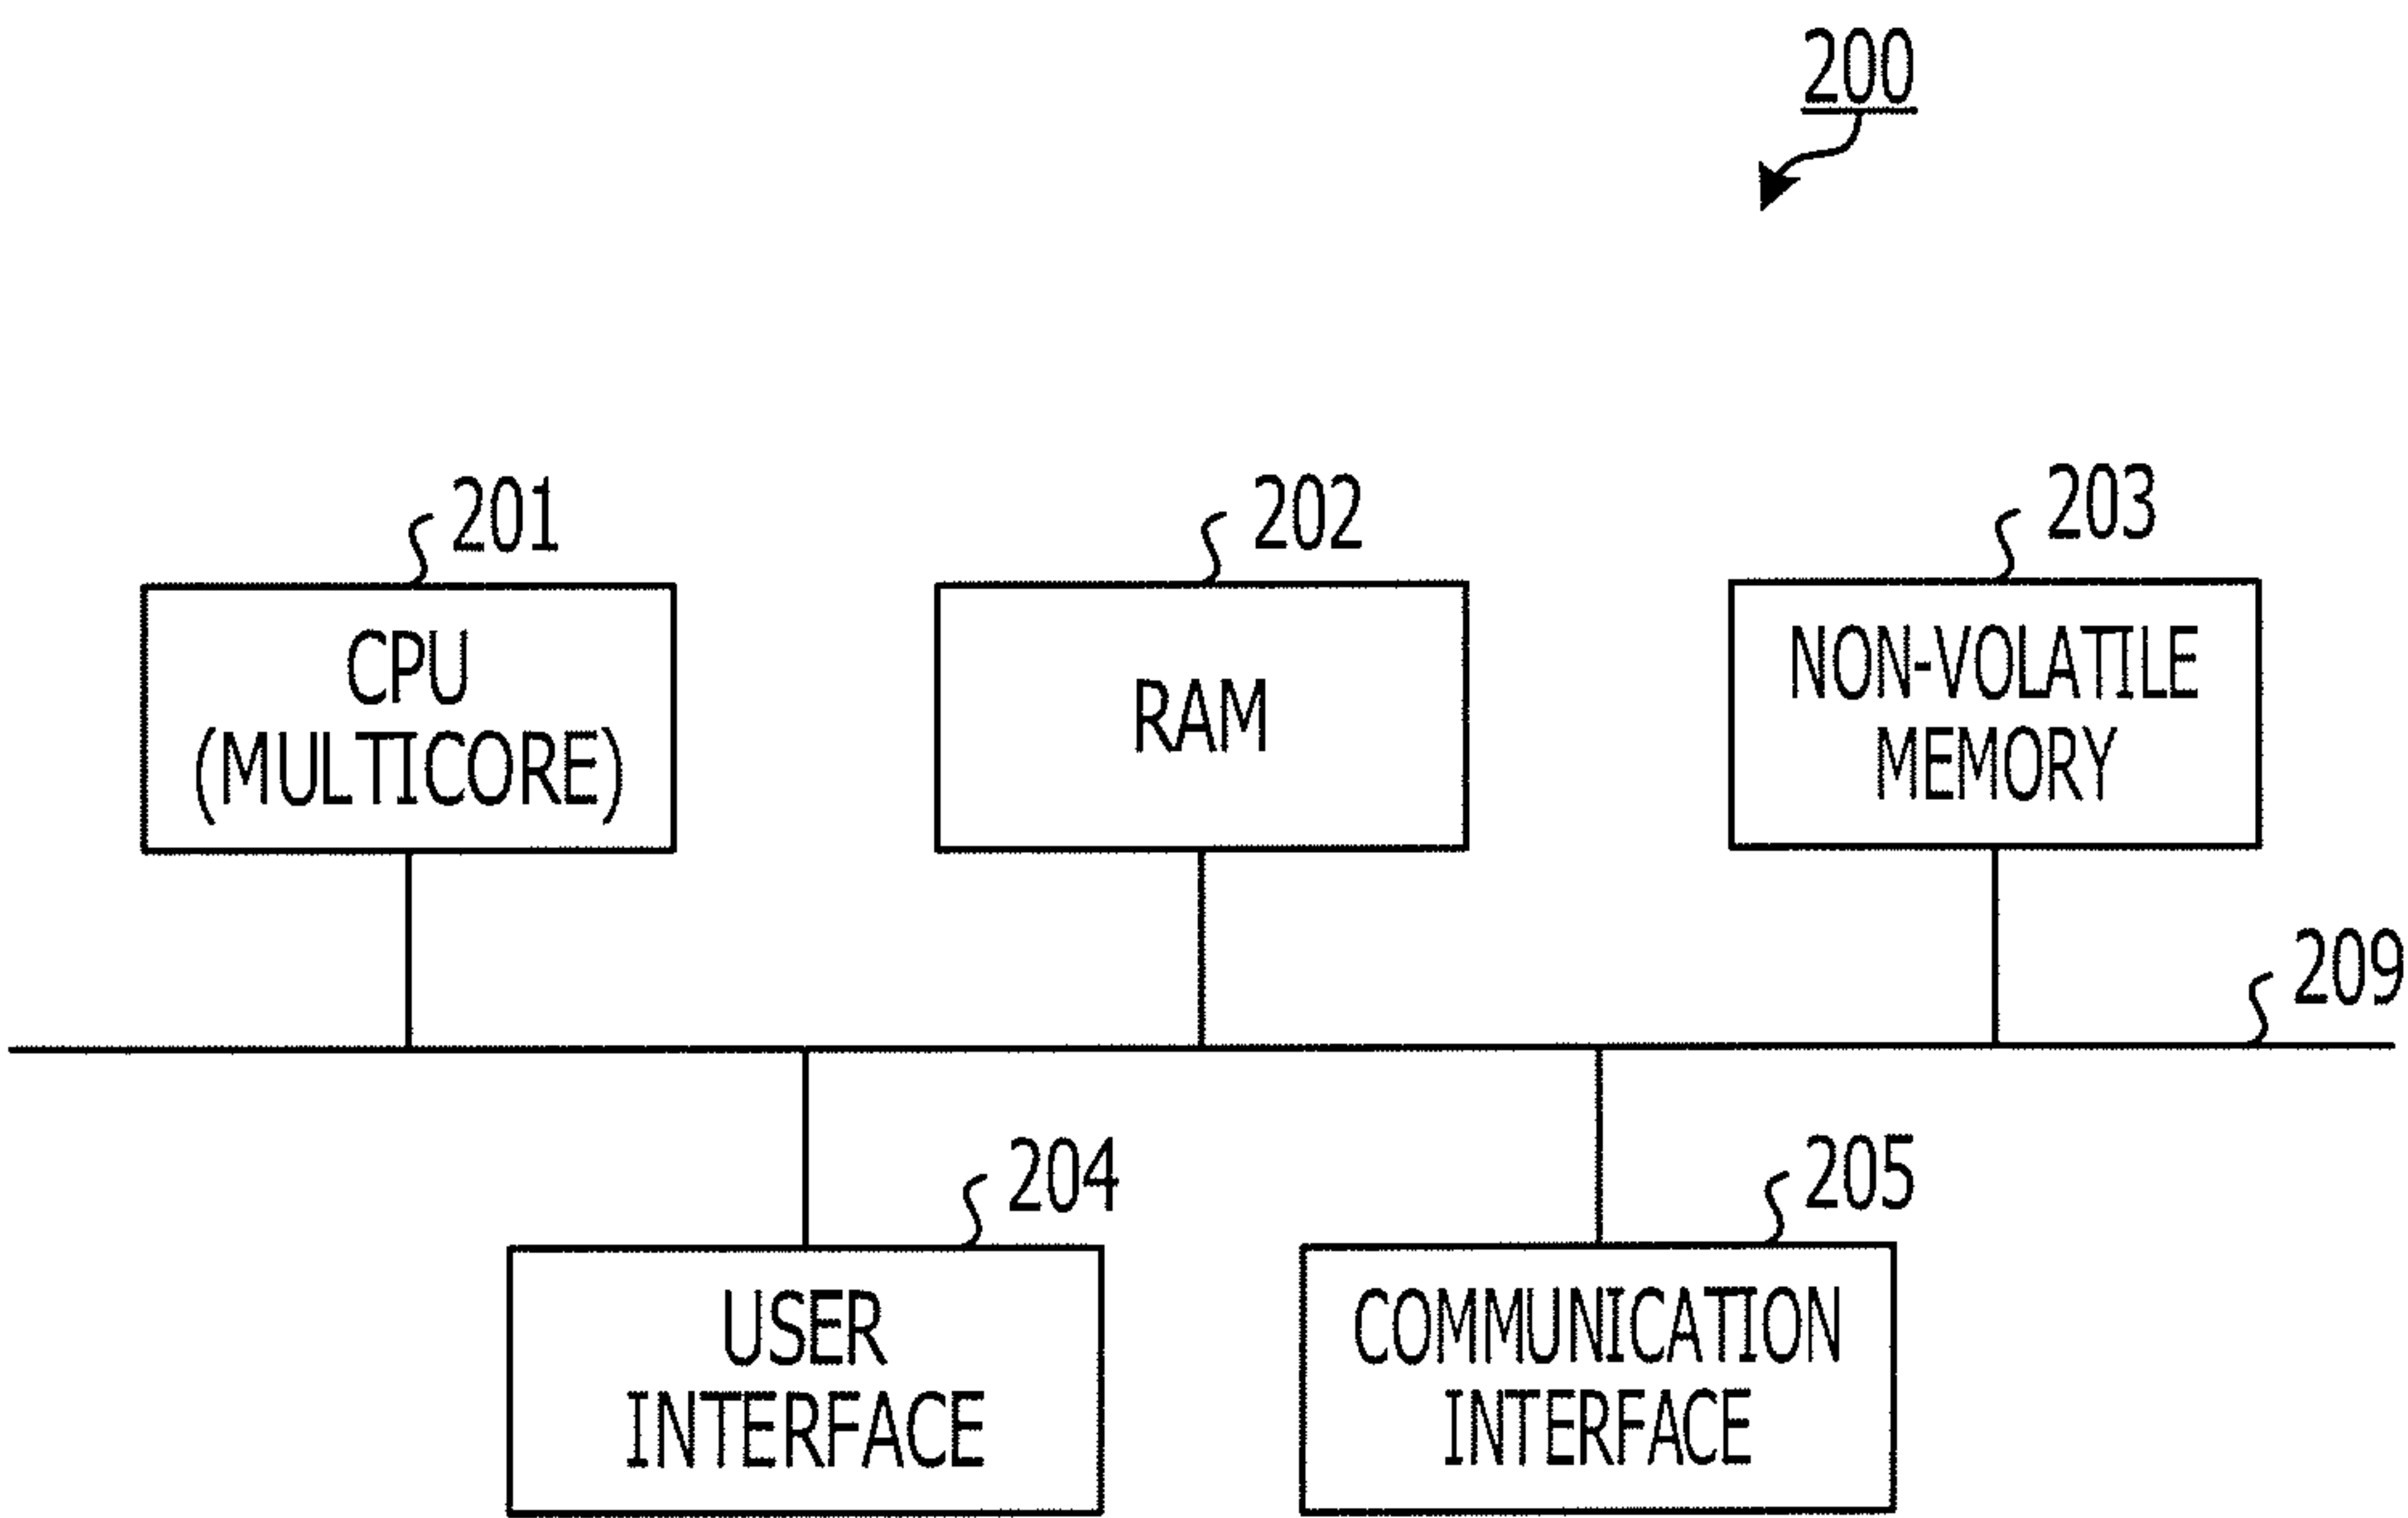 200
201
202
203
CPU
(MULTICORE)
RAM
NON-VOLATILE
MEMORY
209
204
205
USER
INTERFACE
COMMUNICATION
INTERFACE